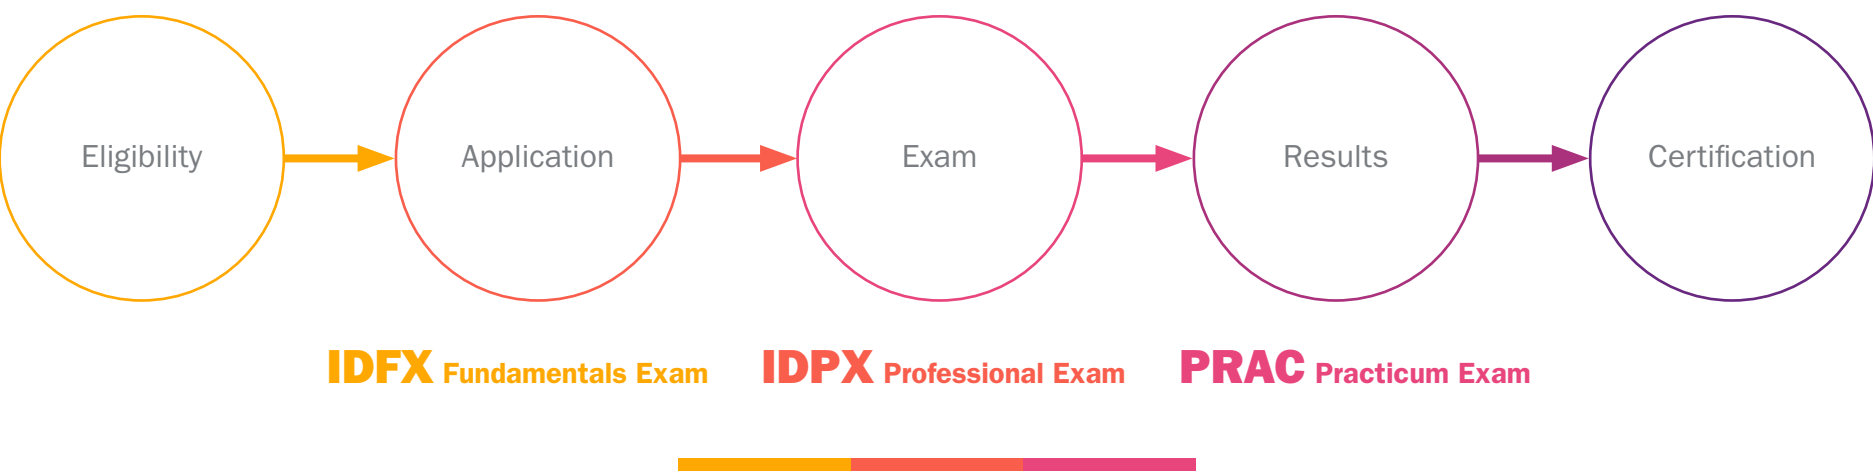 Eligibility
Application
Exam
Results
Certification
IDFX Fundamentals Exam
IDPX Professional Exam
PRAC Practicum Exam